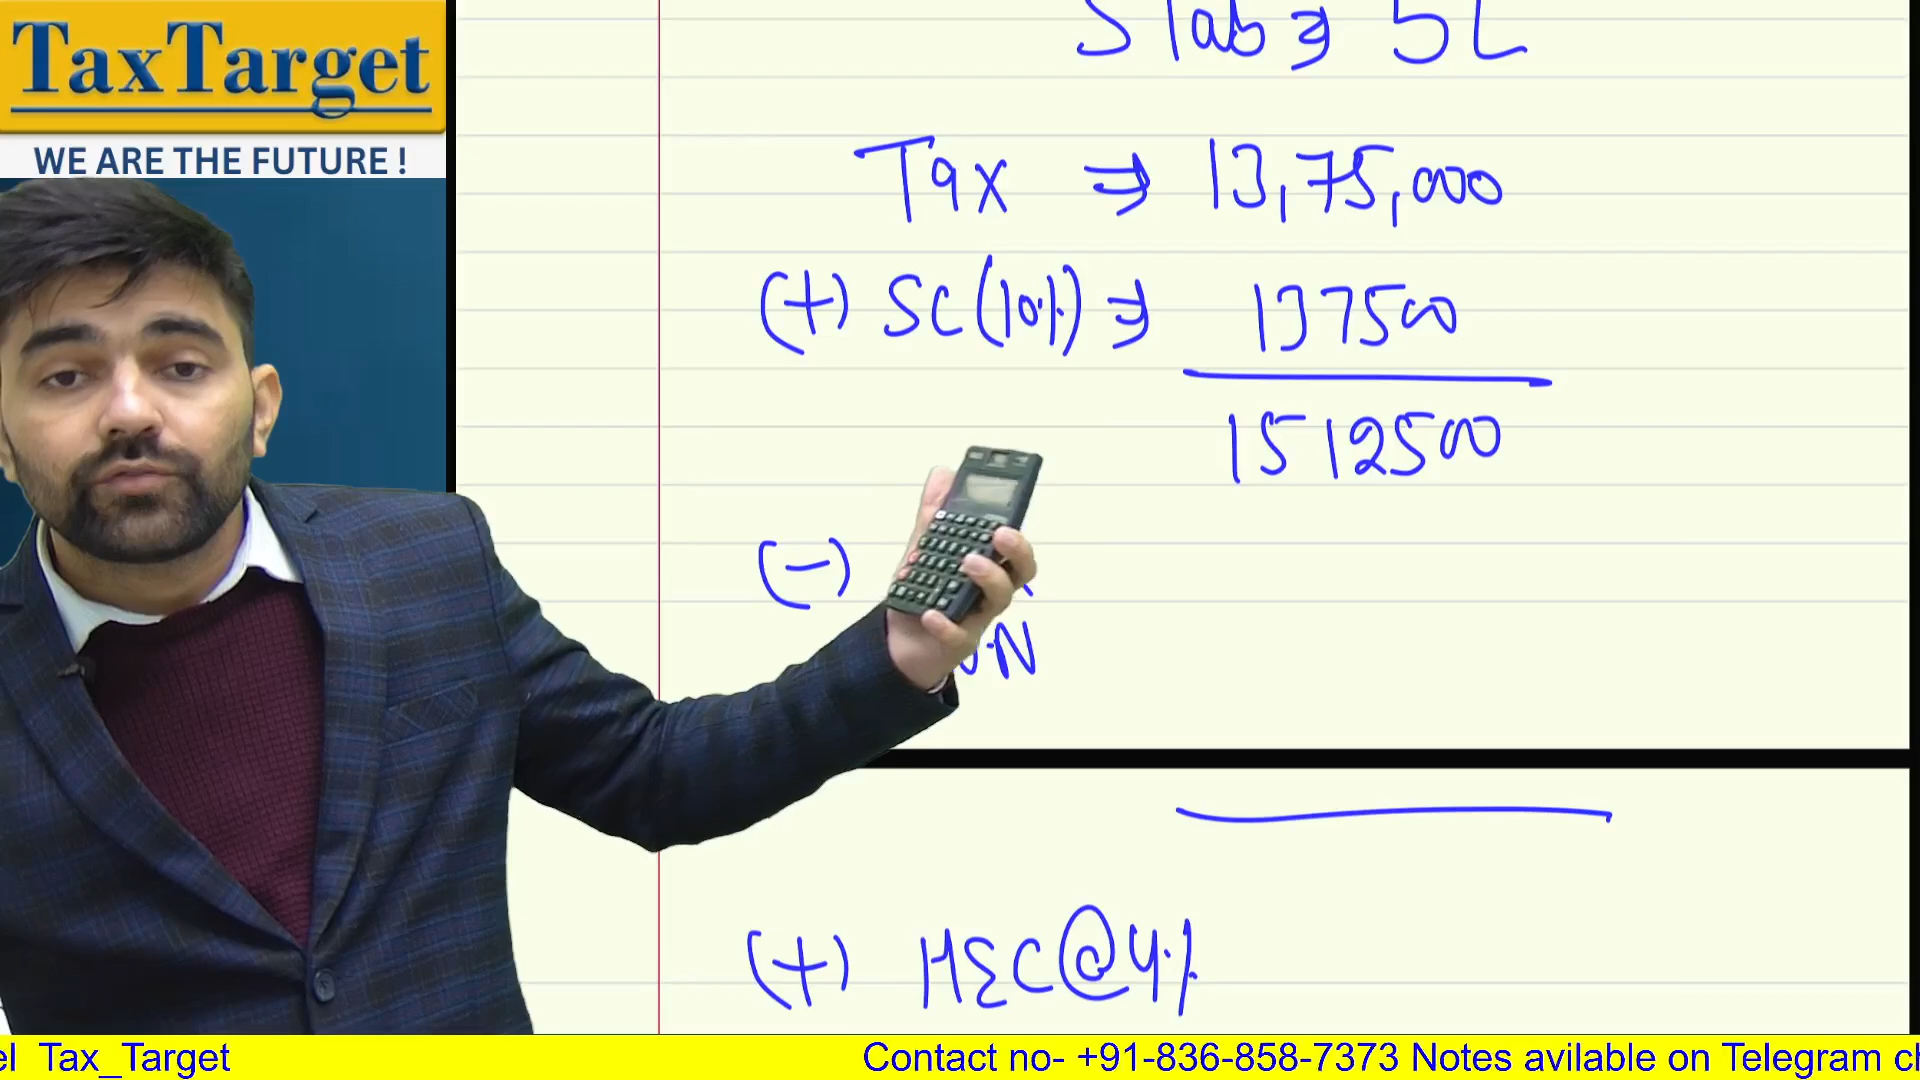 TaxTarget
WE ARE THE FUTURE !
Slab ⇒ 5L
Tax ⇒ 13,75,000
(+) SC (10%) ⇒ 137500
1512500
(-)
(+) HEC@4%
Tax_Target
Contact no- +91-836-858-7373 Notes avilable on Telegram